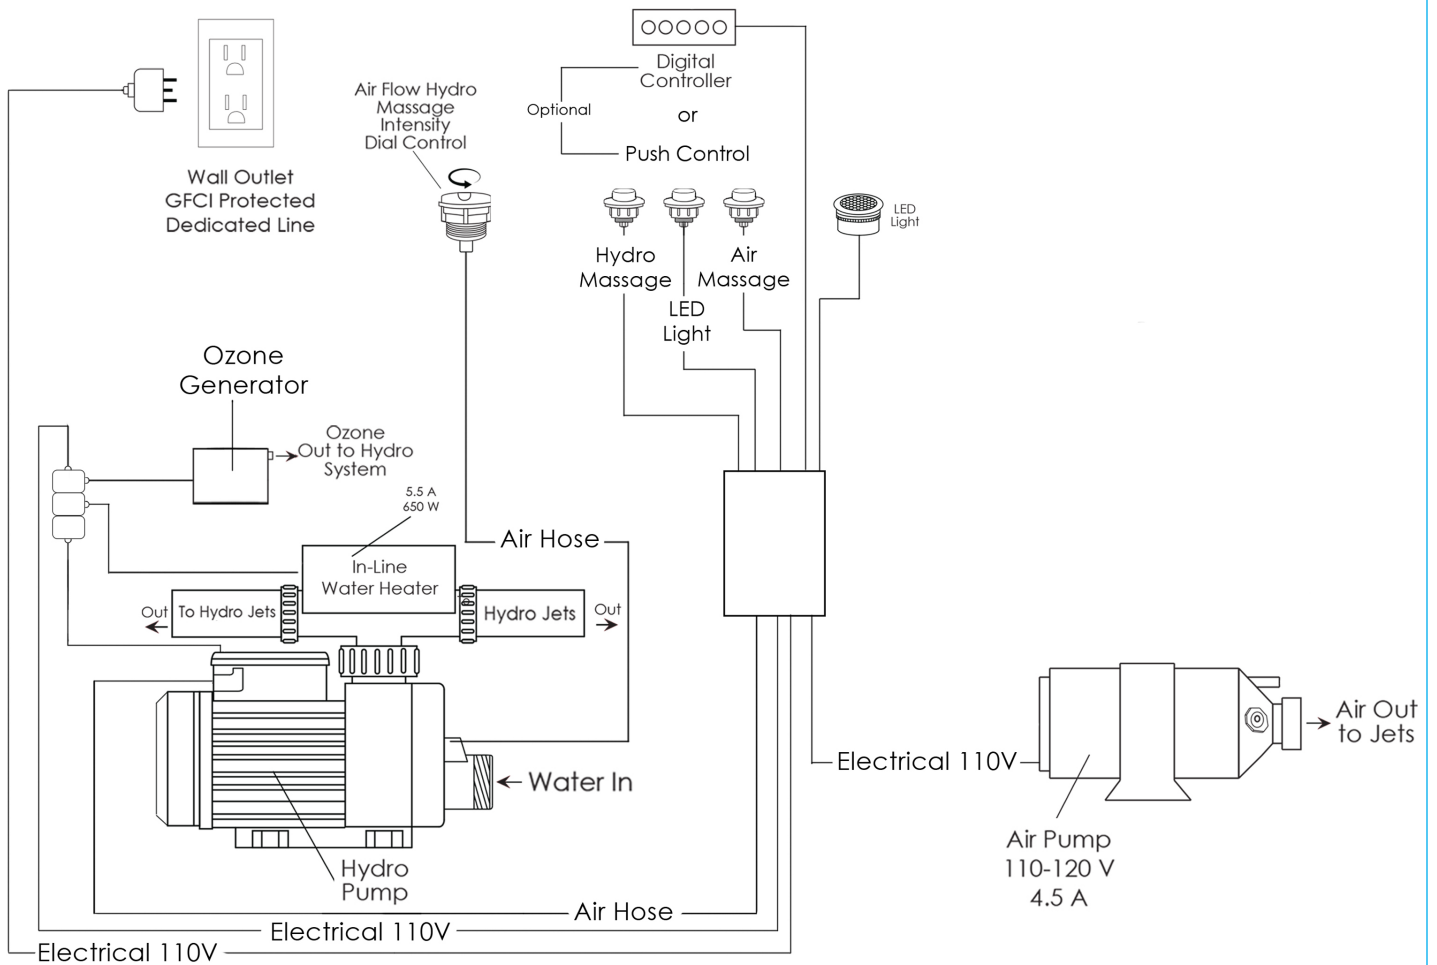 Digital
Controller
Optional
or
Push Control
Air Flow Hydro
Massage
Intensity
Dial Control
Wall Outlet
GFCI Protected
Dedicated Line
LED
Light
Hydro
Massage
Air
Massage
LED
Light
Ozone
Generator
Ozone
Out to Hydro
System
5.5 A
650 W
Air Hose
In-Line
Water Heater
Out
To Hydro Jets
Hydro Jets
Out
Air Out
to Jets
Electrical 110V
Water In
Air Pump
110-120 V
4.5 A
Hydro
Pump
Air Hose
Electrical 110V
Electrical 110V